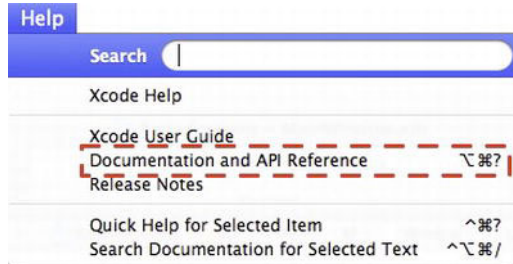 Help
Search
Xcode Help
Xcode User Guide
Documentation and API Reference ⌥⌘?
Release Notes
Quick Help for Selected Item ^⌘?
Search Documentation for Selected Text ^⌥⌘/